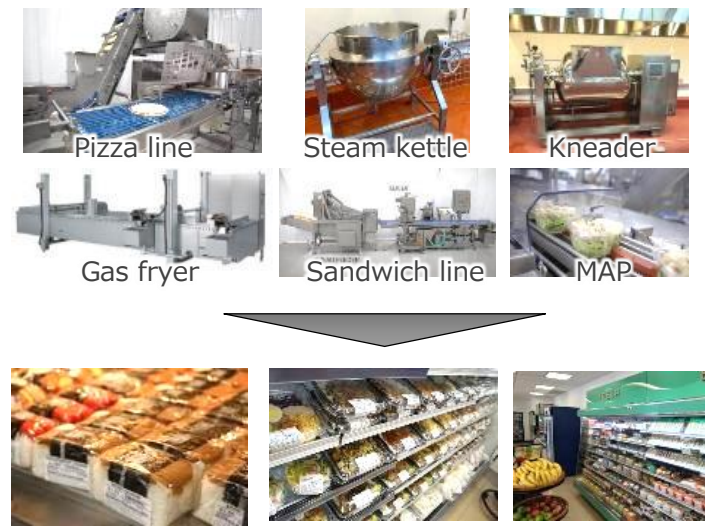 Pizza line
Steam kettle
Kneader
Gas fryer
Sandwich line
MAP